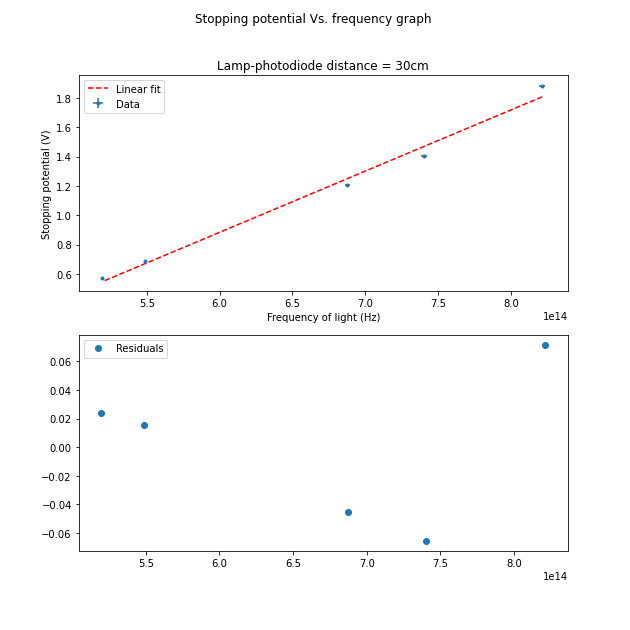 Stopping potential Vs. frequency graph
Lamp-photodiode distance = 30cm
Linear fit
Data
Stopping potential (V)
1.8
1.6
1.4
1.2
1.0
0.8
0.6
5.5 6.0 6.5 7.0 7.5 8.0
1e14
Frequency of light (Hz)
Residuals
0.06
0.04
0.02
0.00
−0.02
−0.04
−0.06
5.5 6.0 6.5 7.0 7.5 8.0
1e14